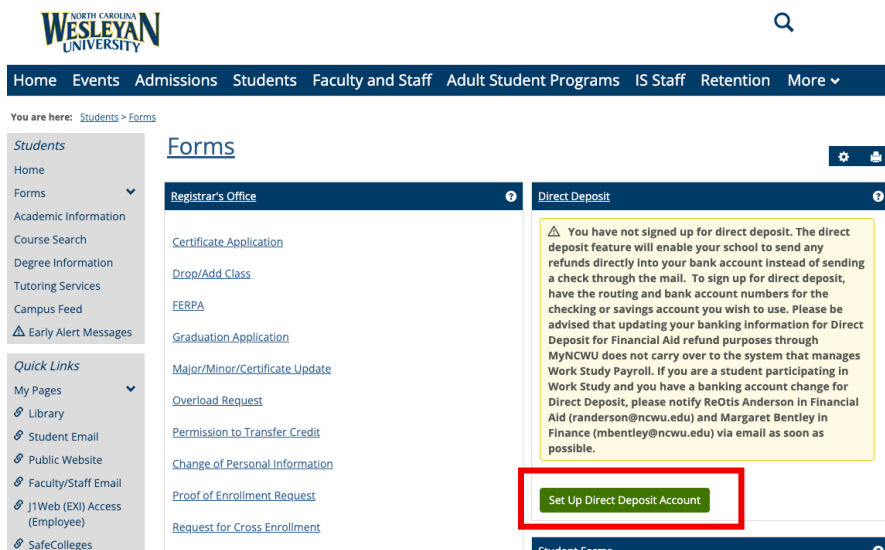 NORTH CAROLINA
WESLEYAN
UNIVERSITY
Home Events Admissions Students Faculty and Staff Adult Student Programs IS Staff Retention More
You are here: Students > Forms
Students
Home
Forms
Academic Information
Course Search
Degree Information
Tutoring Services
Campus Feed
Early Alert Messages
Quick Links
My Pages
Library
Student Email
Public Website
Faculty/Staff Email
J1Web (EXI) Access
(Employee)
SafeColleges
Forms
Registrar's Office
Certificate Application
Drop/Add Class
FERPA
Graduation Application
Major/Minor/Certificate Update
Overload Request
Permission to Transfer Credit
Change of Personal Information
Proof of Enrollment Request
Request for Cross Enrollment
Direct Deposit
You have not signed up for direct deposit. The direct
deposit feature will enable your school to send any
refunds directly into your bank account instead of sending
a check through the mail. To sign up for direct deposit,
have the routing and bank account numbers for the
checking or savings account you wish to use. Please be
advised that updating your banking information for Direct
Deposit for Financial Aid refund purposes through
MyNCWU does not carry over to the system that manages
Work Study Payroll. If you are a student participating in
Work Study and you have a banking account change for
Direct Deposit, please notify ReOtis Anderson in Financial
Aid (randerson@ncwu.edu) and Margaret Bentley in
Finance (mbentley@ncwu.edu) via email as soon as
possible.
Set Up Direct Deposit Account
Student Forms